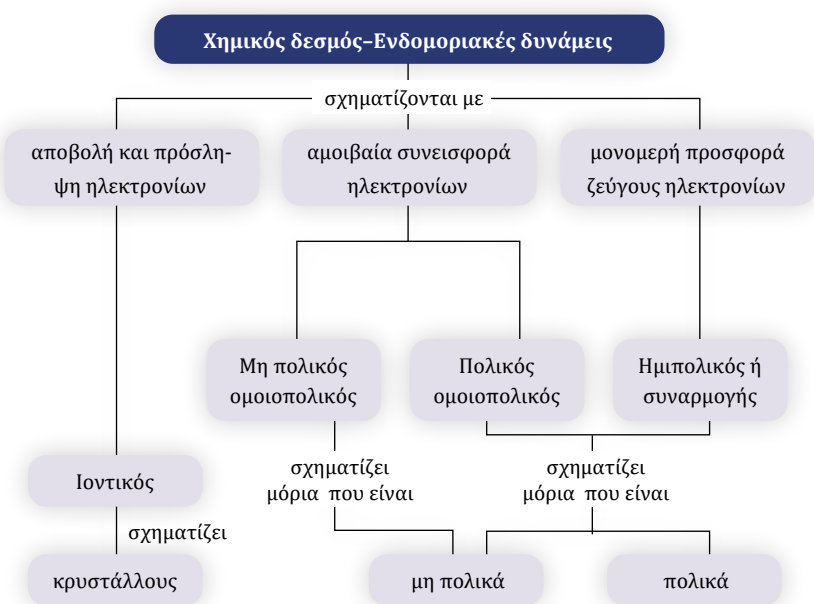 Χημικός δεσμός–Ενδομοριακές δυνάμεις
σχηματίζονται με
αποβολή και πρόσλη-
ψη ηλεκτρονίων
αμοιβαία συνεισφορά
ηλεκτρονίων
μονομερή προσφορά
ζεύγους ηλεκτρονίων
Μη πολικός
ομοιοπολικός
Πολικός
ομοιοπολικός
Ημιπολικός ή
συναρμογής
Ιοντικός
σχηματίζει
μόρια που είναι
σχηματίζει
μόρια που είναι
σχηματίζει
κρυστάλλους
μη πολικά
πολικά